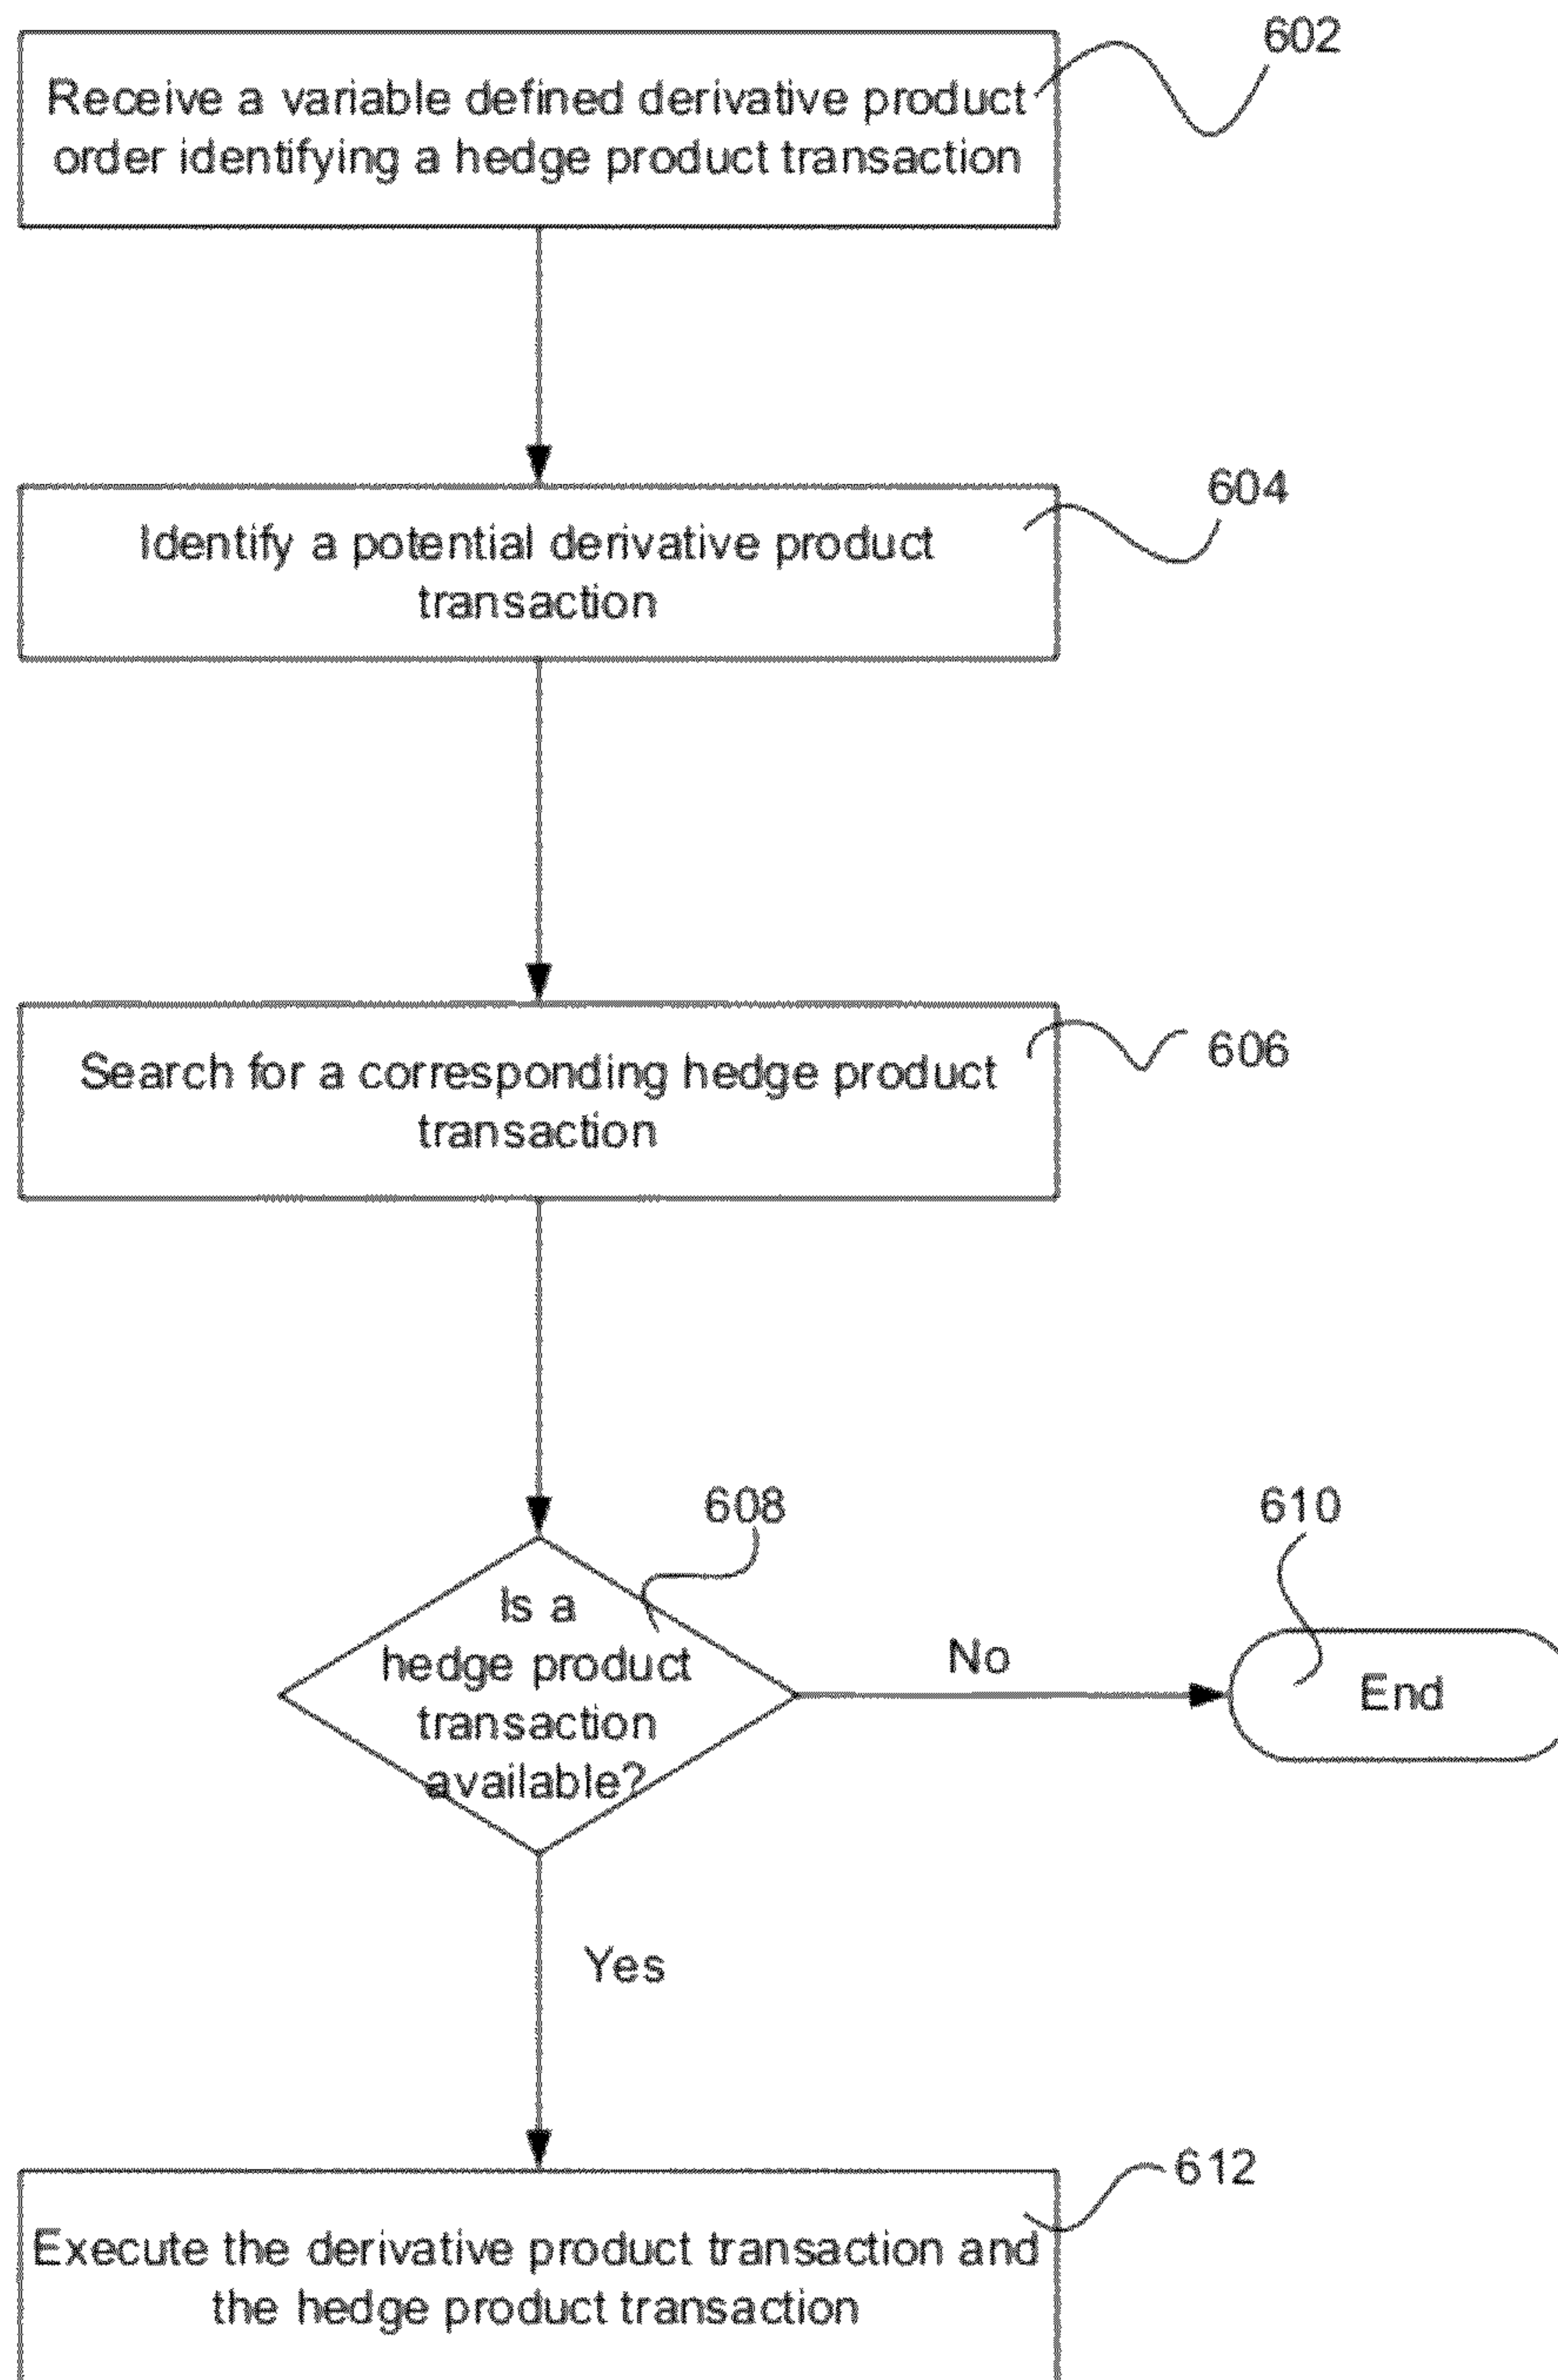 602
Receive a variable defined derivative product
order identifying a hedge product transaction
604
Identify a potential derivative product
transaction
606
Search for a corresponding hedge product
transaction
608
610
Is a
hedge product
transaction
available?
No
End
Yes
612
Execute the derivative product transaction and
the hedge product transaction